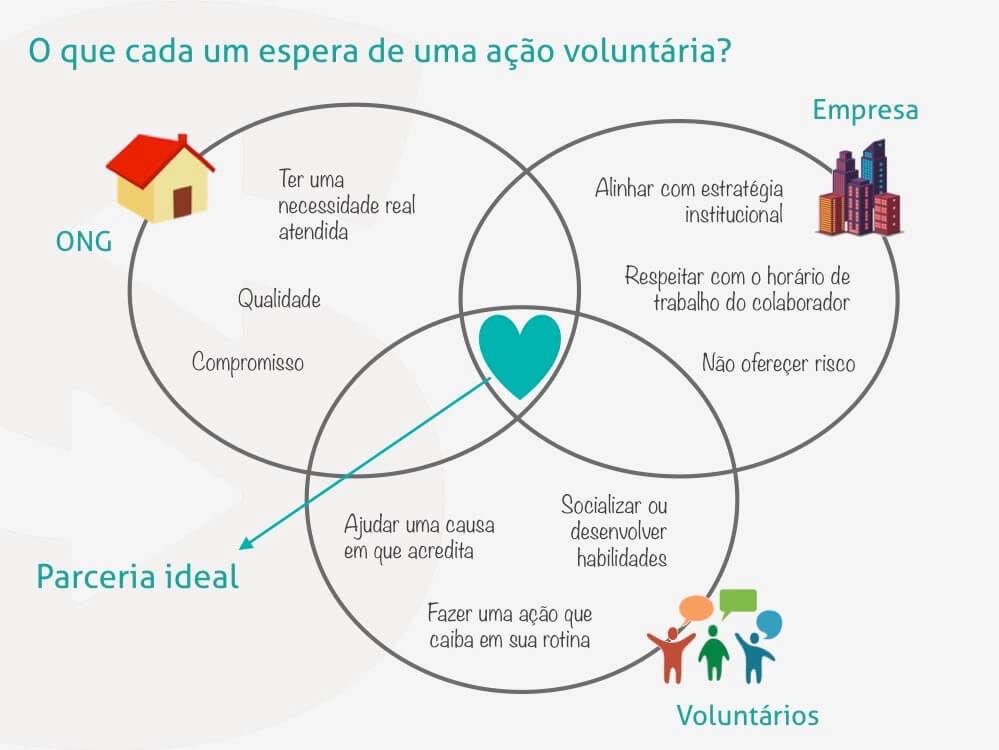 O que cada um espera de uma ação voluntária?
Empresa
ONG
Ter uma
necessidade real
atendida
Qualidade
Compromisso
Alinhar com estratégia
institucional
Respeitar com o horário de
trabalho do colaborador
Não ofereçer risco
Ajudar uma causa
em que acredita
Socializar ou
desenvolver
habilidades
Fazer uma ação que
caiba em sua rotina
Parceria ideal
Voluntários